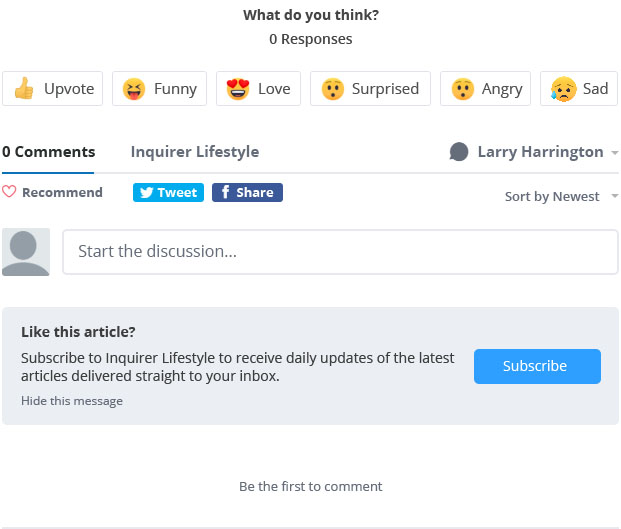 What do you think?
0 Responses
Upvote Funny Love Surprised Angry Sad
0 Comments Inquirer Lifestyle Larry Harrington
Recommend Tweet Share Sort by Newest
Start the discussion...
Like this article?
Subscribe to Inquirer Lifestyle to receive daily updates of the latest
articles delivered straight to your inbox.
Subscribe
Hide this message
Be the first to comment